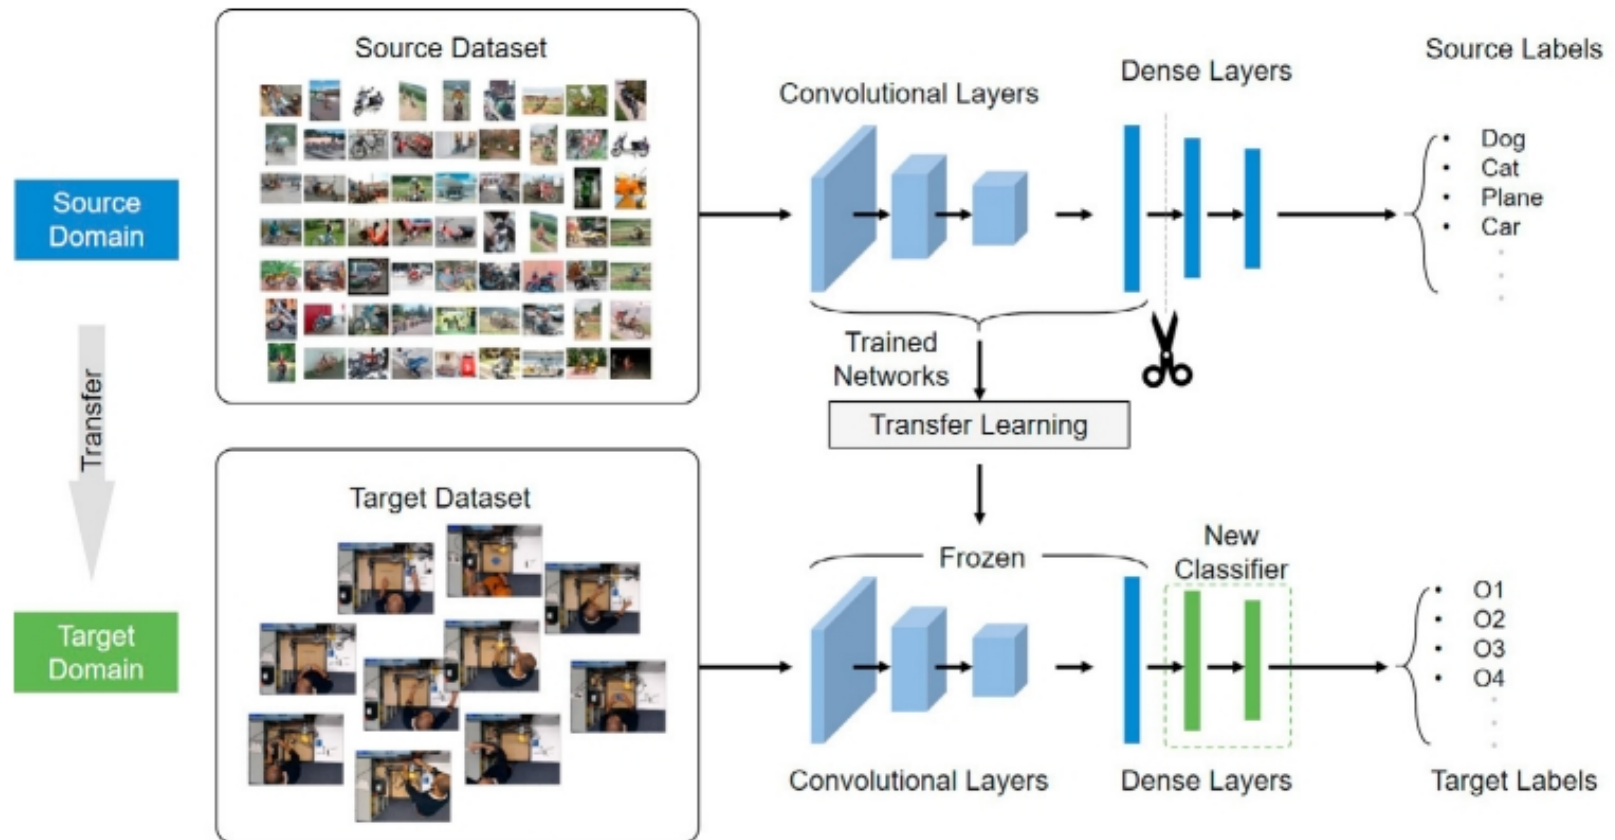 Source Dataset
Convolutional Layers
Dense Layers
Source Labels
Source
Domain
• Dog
• Cat
• Plane
• Car
Trained
Networks
Transfer Learning
Transfer
Target Dataset
Frozen
New
Classifier
Target
Domain
• O1
• O2
• O3
• O4
Convolutional Layers
Dense Layers
Target Labels